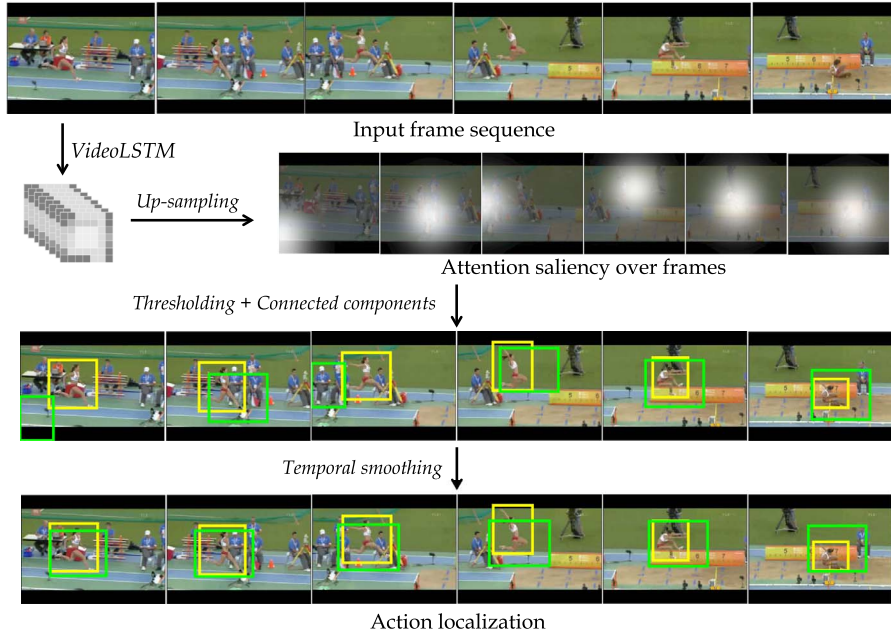 Input frame sequence
VideoLSTM
Up-sampling
Attention saliency over frames
Thresholding + Connected components
Temporal smoothing
Action localization